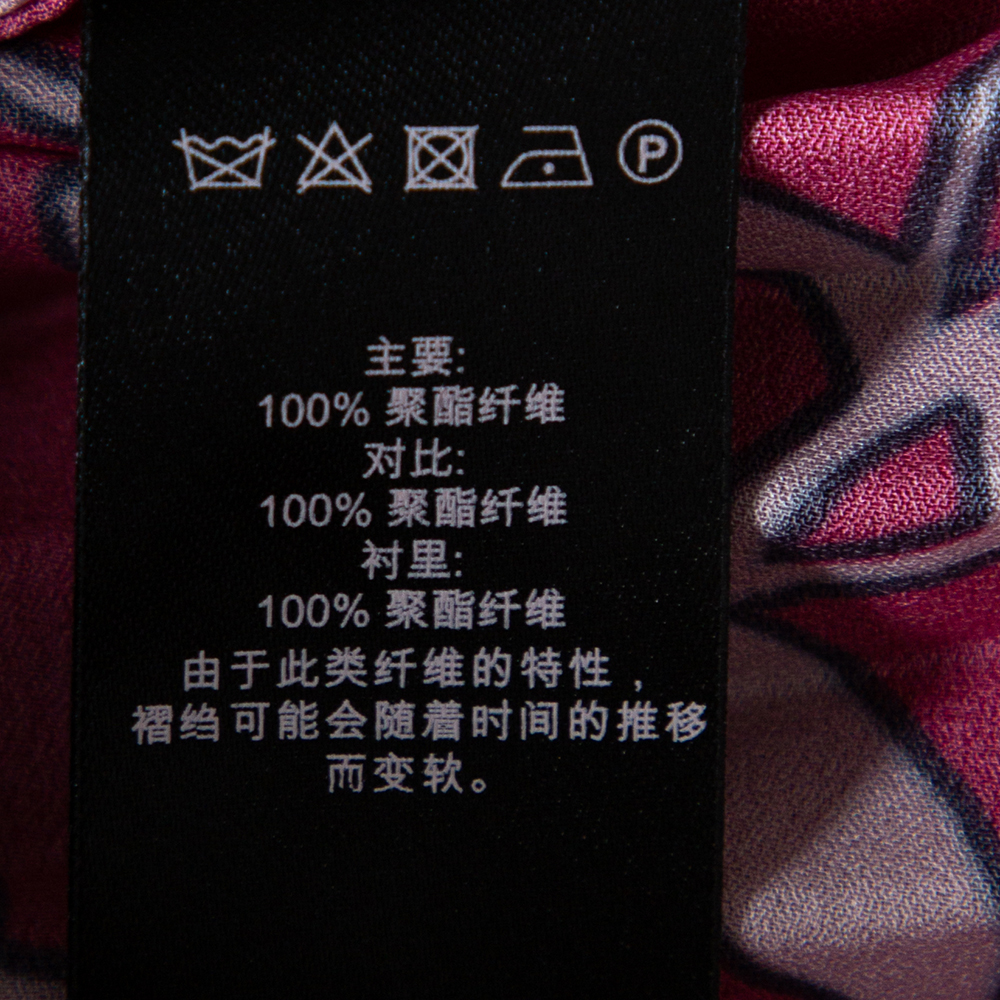 P
主要:
100% 聚酯纤维
对比:
100% 聚酯纤维
衬里:
100% 聚酯纤维
由于此类纤维的特性，
褶绉可能会随着时间的推移
而变软。